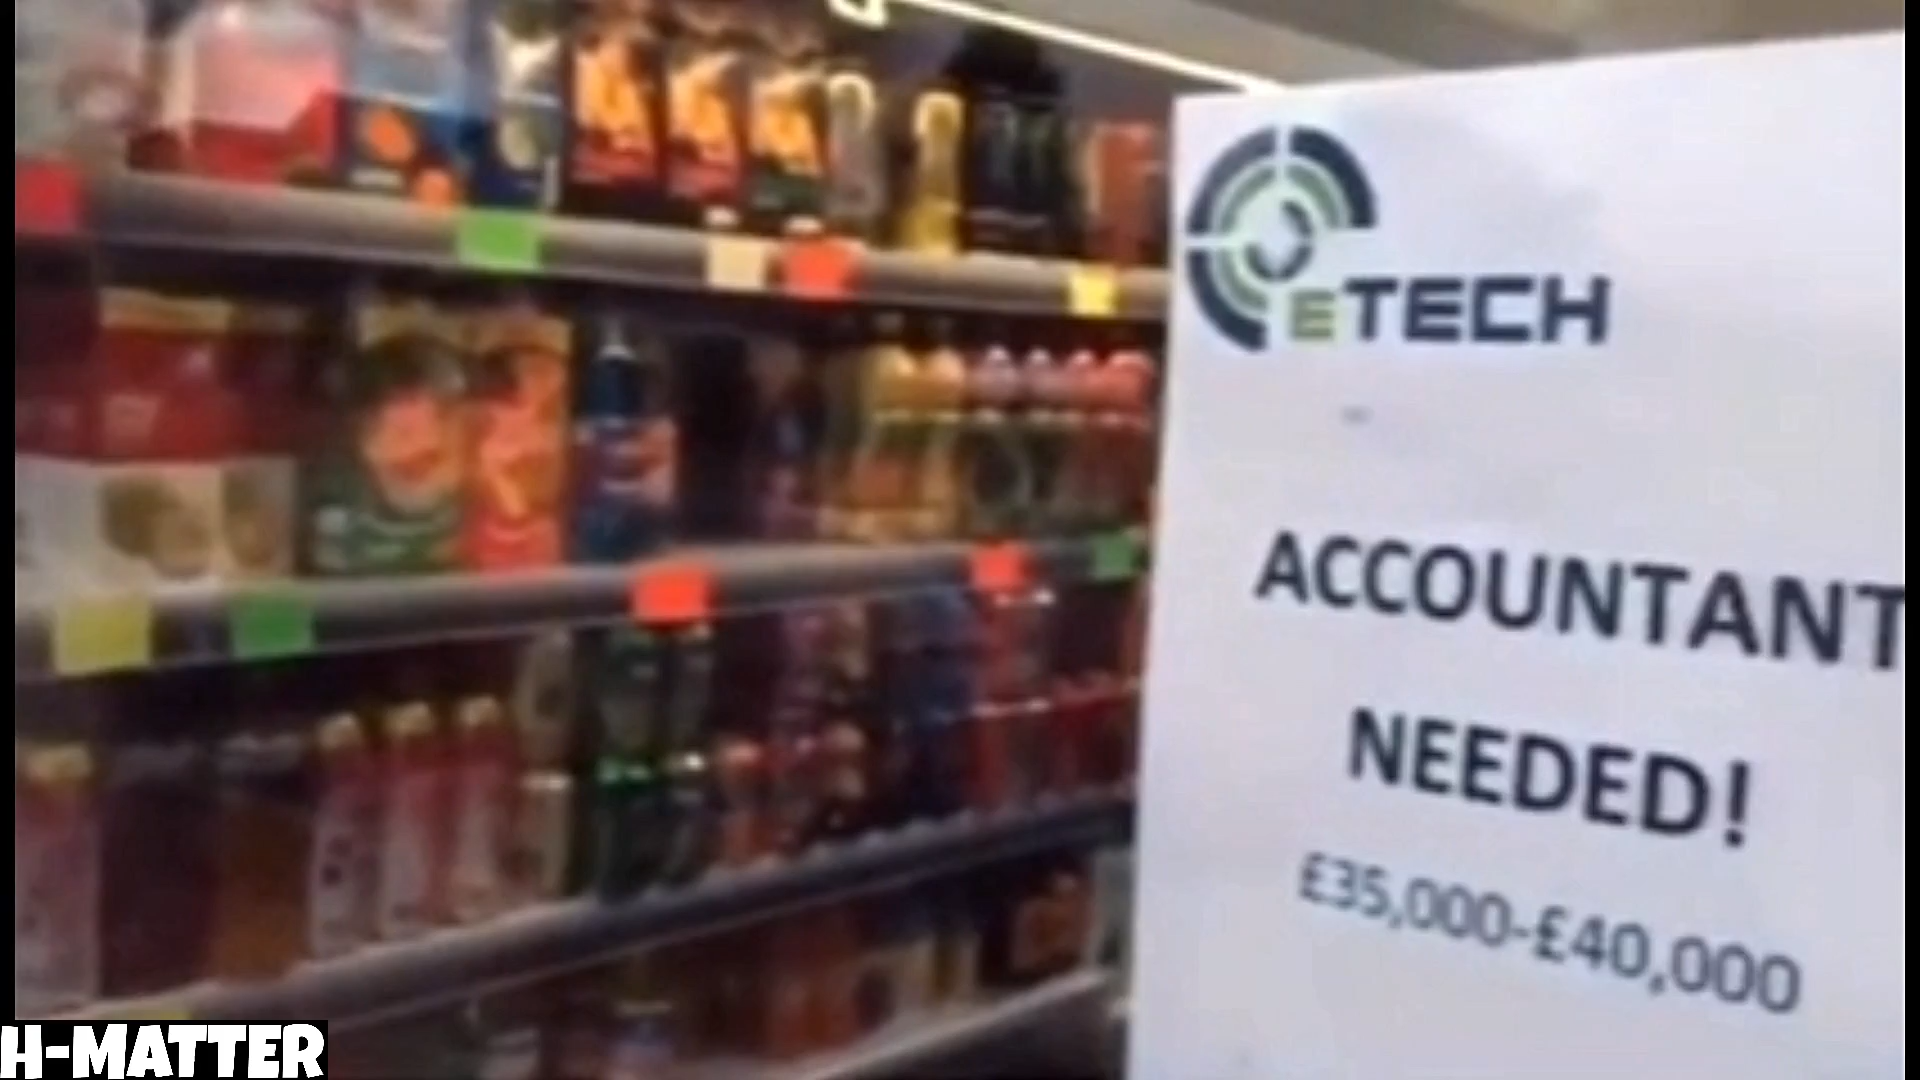 eTECH
ACCOUNTANT
NEEDED!
£35,000-£40,000
H-MATTER